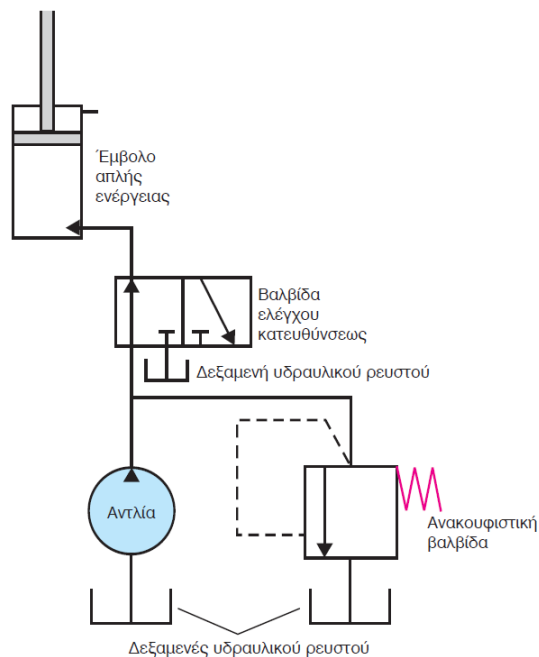 Έμβολο
απλής
ενέργειας
Βαλβίδα
ελέγχου
κατευθύνσεως
Δεξαμενή υδραυλικού ρευστού
Αντλία
Ανακουφιστική
βαλβίδα
Δεξαμενές υδραυλικού ρευστού